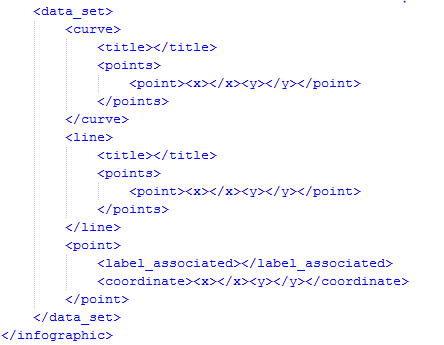 <data_set>
<curve>
<title></title>
<points>
<point><x></x><y></y></point>
</points>
</curve>
<line>
<title></title>
<points>
<point><x></x><y></y></point>
</points>
</line>
<point>
<label_associated></label_associated>
<coordinate><x></x><y></y></coordinate>
</point>
</data_set>
</infographic>